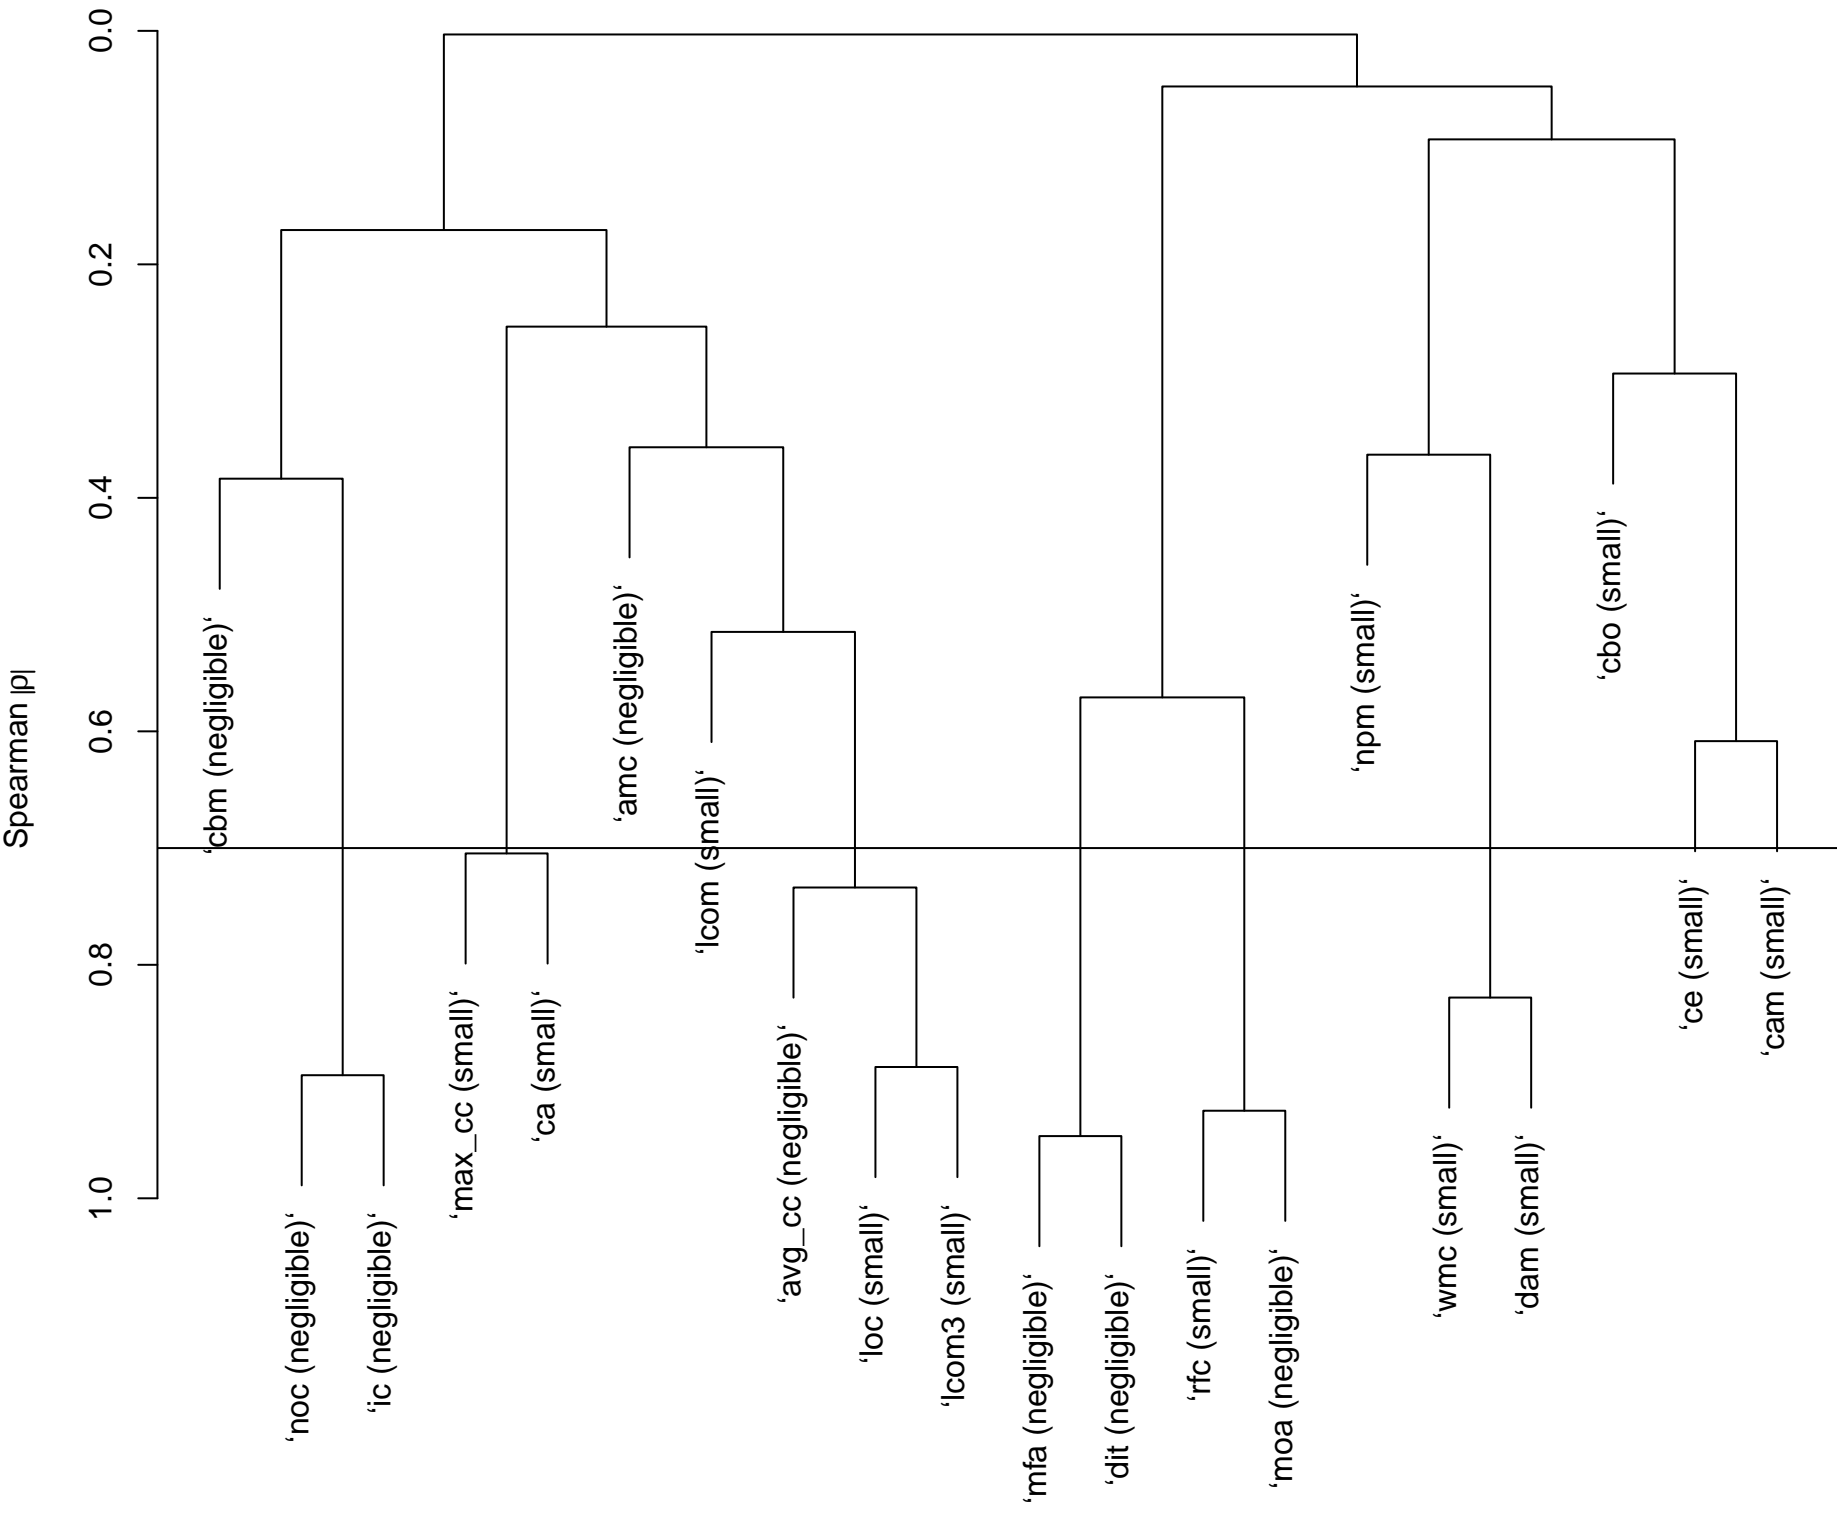 Spearman |ρ|
0.0
0.2
0.4
0.6
0.8
1.0
‘cbm (negligible)‘
‘noc (negligible)‘
‘ic (negligible)‘
‘max_cc (small)‘
‘ca (small)‘
‘amc (negligible)‘
‘lcom (small)‘
‘avg_cc (negligible)‘
‘loc (small)‘
‘lcom3 (small)‘
‘mfa (negligible)‘
‘dit (negligible)‘
‘rfc (small)‘
‘moa (negligible)‘
‘npm (small)‘
‘wmc (small)‘
‘dam (small)‘
‘cbo (small)‘
‘ce (small)‘
‘cam (small)‘